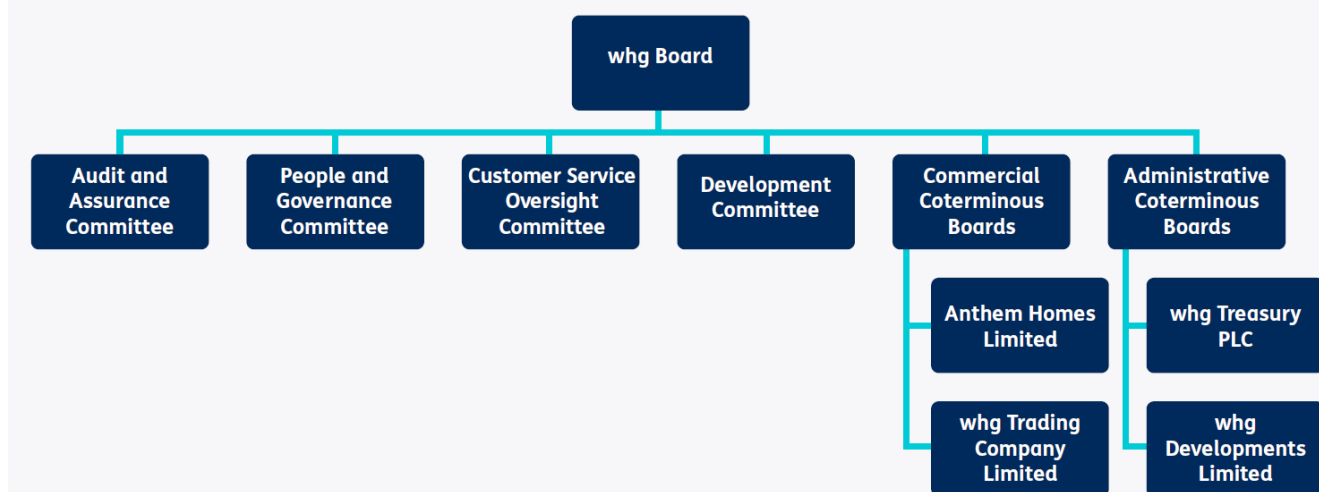 whg Board
Audit and
Assurance
Committee
People and
Governance
Committee
Customer Service
Oversight
Committee
Development
Committee
Commercial
Coterminous
Boards
Administrative
Coterminous
Boards
Anthem Homes
Limited
whg Treasury
PLC
whg Trading
Company
Limited
whg
Developments
Limited